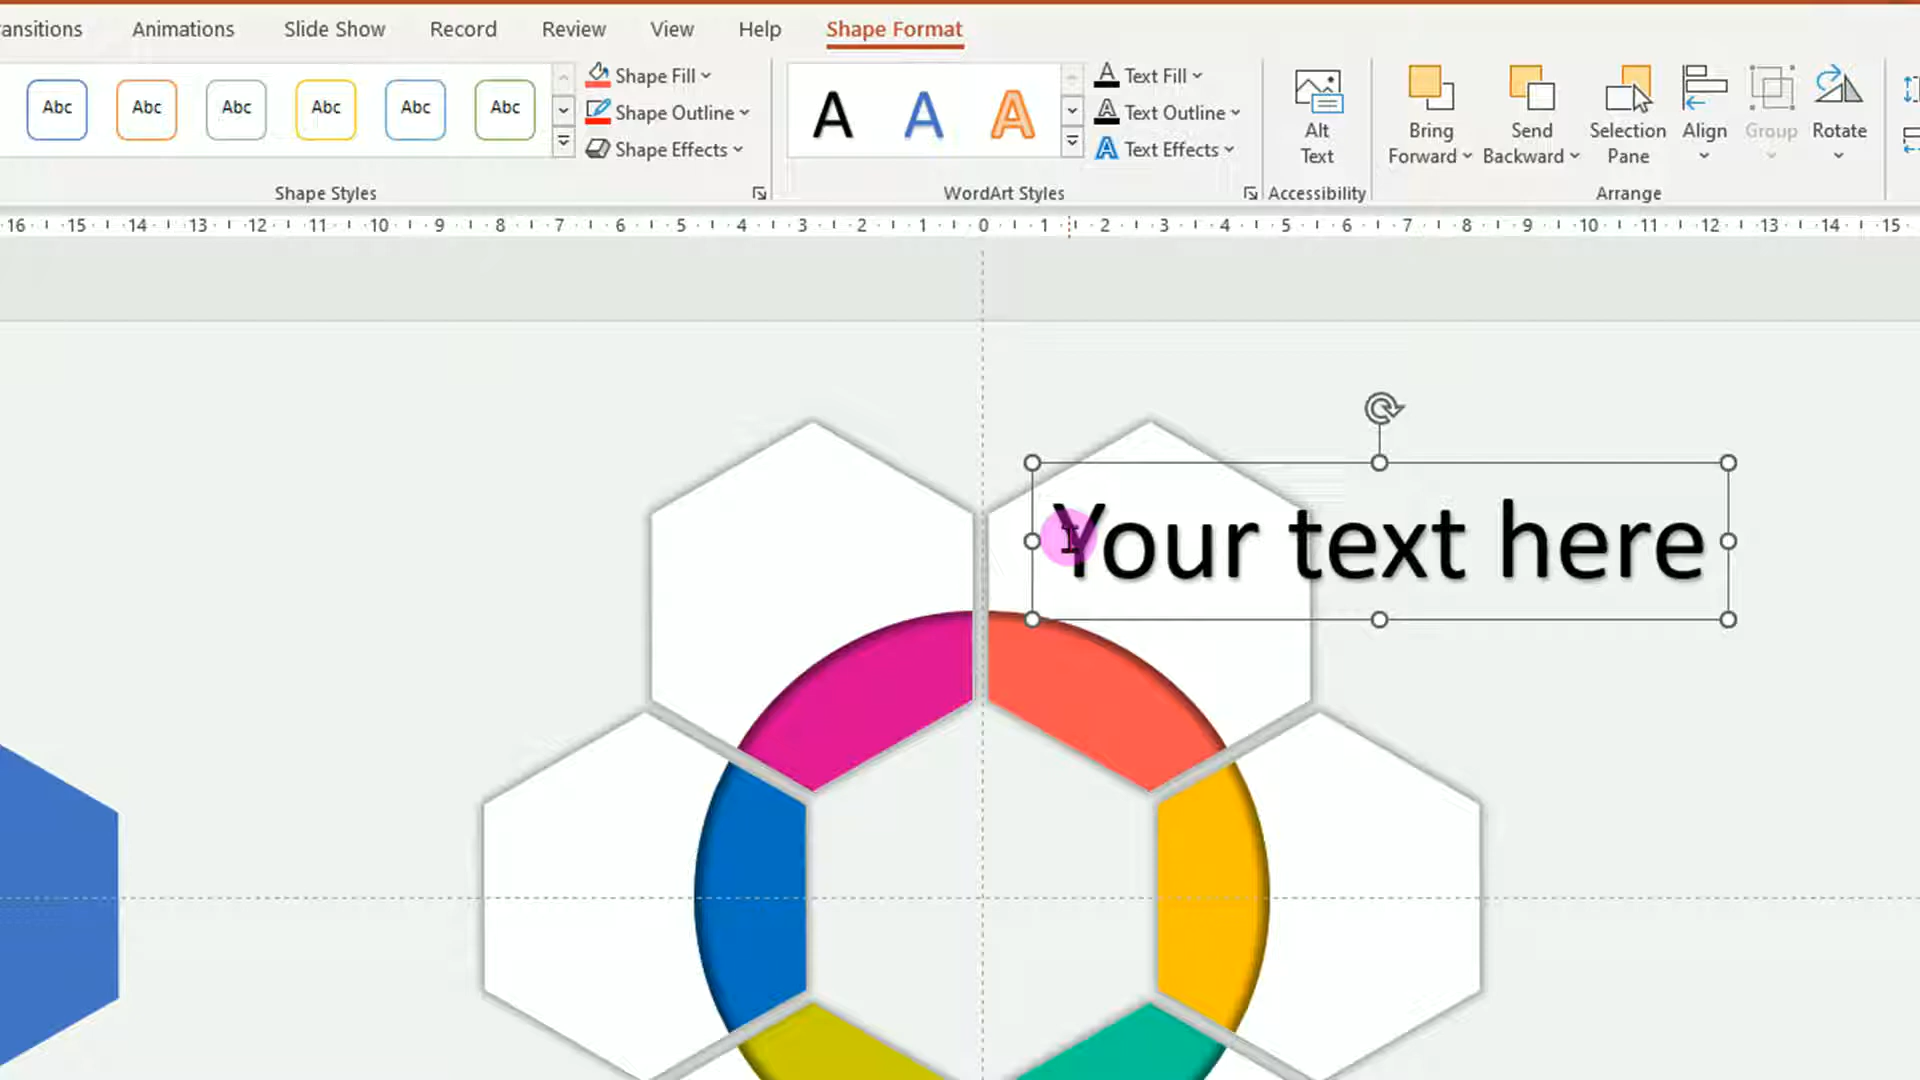 ansitions Animations Slide Show Record Review View Help Shape Format
Abc Abc Abc Abc Abc Abc
Shape Fill
Shape Outline
Shape Effects
Shape Styles
A A A
Text Fill
Text Outline
Text Effects
WordArt Styles
Alt
Text
Accessibility
Bring
Forward
Send
Backward
Selection
Pane
Align
Group
Rotate
Arrange
16 15 14 13 12 11 10 9 8 7 6 5 4 3 2 1 0 1 2 3 4 5 6 7 8 9 10 11 12 13 14 15
Your text here